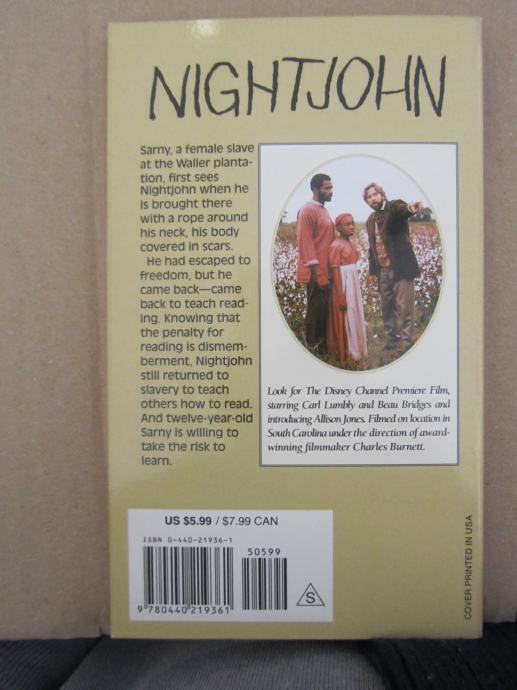 NIGHTJOHN
Sarny, a female slave
at the Waller planta-
tion, first sees
Nightjohn when he
is brought there
with a rope around
his neck, his body
covered in scars.
He had escaped to
freedom, but he
came back—came
back to teach read-
ing. Knowing that
the penalty for
reading is dismem-
berment, Nightjohn
still returned to
slavery to teach
others how to read.
And twelve-year-old
Sarny is willing to
take the risk to
learn.
Look for The Disney Channel Premiere Film,
starring Carl Lumbly and Beau Bridges and
introducing Allison Jones. Filmed on location in
South Carolina under the direction of award-
winning filmmaker Charles Burnett.
US $5.99 / $7.99 CAN
ISBN 0-440-21936-1
50599
9 780440 219361
S
COVER PRINTED IN USA